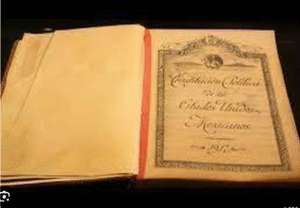 Constitución Política
de los
Estados Unidos
Mexicanos
1917